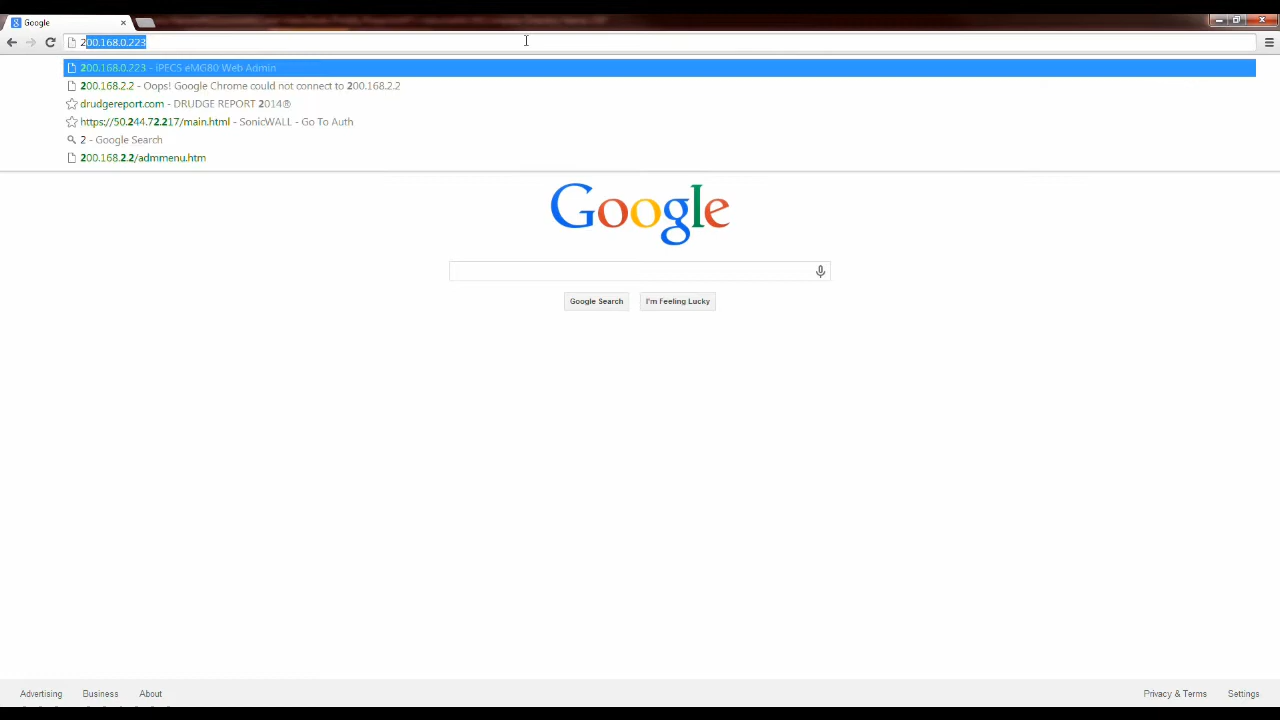 Google
200.168.0.223
200.168.0.223 - iPECS eMG80 Web Admin
200.168.2.2 - Oops! Google Chrome could not connect to 200.168.2.2
drudgereport.com - DRUDGE REPORT 2014®
https://50.244.72.217/main.html - SonicWALL - Go To Auth
2 - Google Search
200.168.2.2/admmenu.htm
Google
Google Search
I'm Feeling Lucky
Advertising
Business
About
Privacy & Terms
Settings